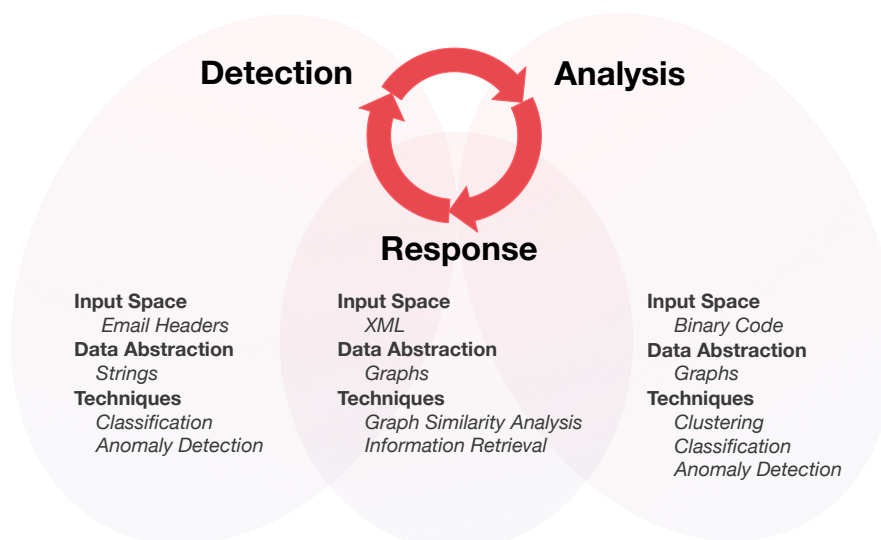 Detection
Analysis
Response
Input Space
Email Headers
Data Abstraction
Strings
Techniques
Classification
Anomaly Detection
Input Space
XML
Data Abstraction
Graphs
Techniques
Graph Similarity Analysis
Information Retrieval
Input Space
Binary Code
Data Abstraction
Graphs
Techniques
Clustering
Classification
Anomaly Detection